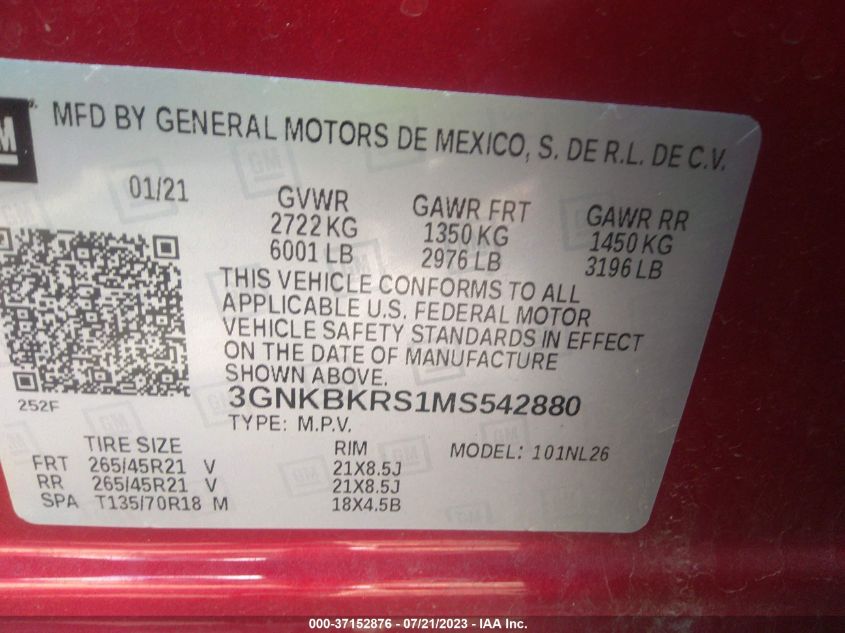 GM
MFD BY GENERAL MOTORS DE MEXICO, S. DE R.L. DE C.V.
01/21
GVWR
2722 KG
6001 LB
GAWR FRT
1350 KG
2976 LB
GAWR RR
1450 KG
3196 LB
THIS VEHICLE CONFORMS TO ALL
APPLICABLE U.S. FEDERAL MOTOR
VEHICLE SAFETY STANDARDS IN EFFECT
ON THE DATE OF MANUFACTURE
SHOWN ABOVE.
252F
3GNKBKRS1MS542880
TYPE: M.P.V.
MODEL: 101NL26
TIRE SIZE RIM
FRT 265/45R21 V 21X8.5J
RR 265/45R21 V 21X8.5J
SPA T135/70R18 M 18X4.5B
000-37152876 - 07/21/2023 - IAA Inc.